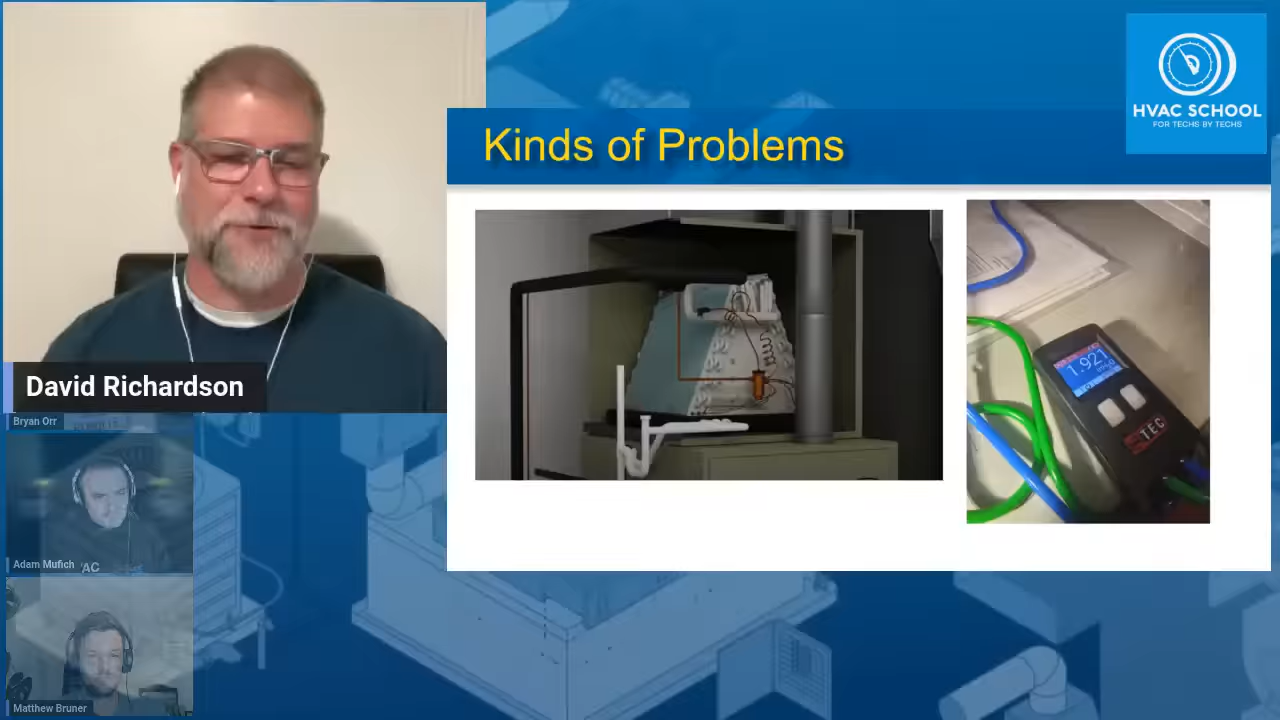 Kinds of Problems
HVAC SCHOOL
FOR TECHS BY TECHS
1.921
TEC
David Richardson
Bryan Orr
Adam Mufich
'AC
Matthew Bruner